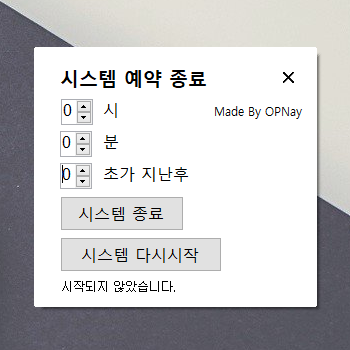 시스템 예약 종료 ✕
0 시 Made By OPNay
0 분
0 초가 지난후
시스템 종료
시스템 다시시작
시작되지 않았습니다.